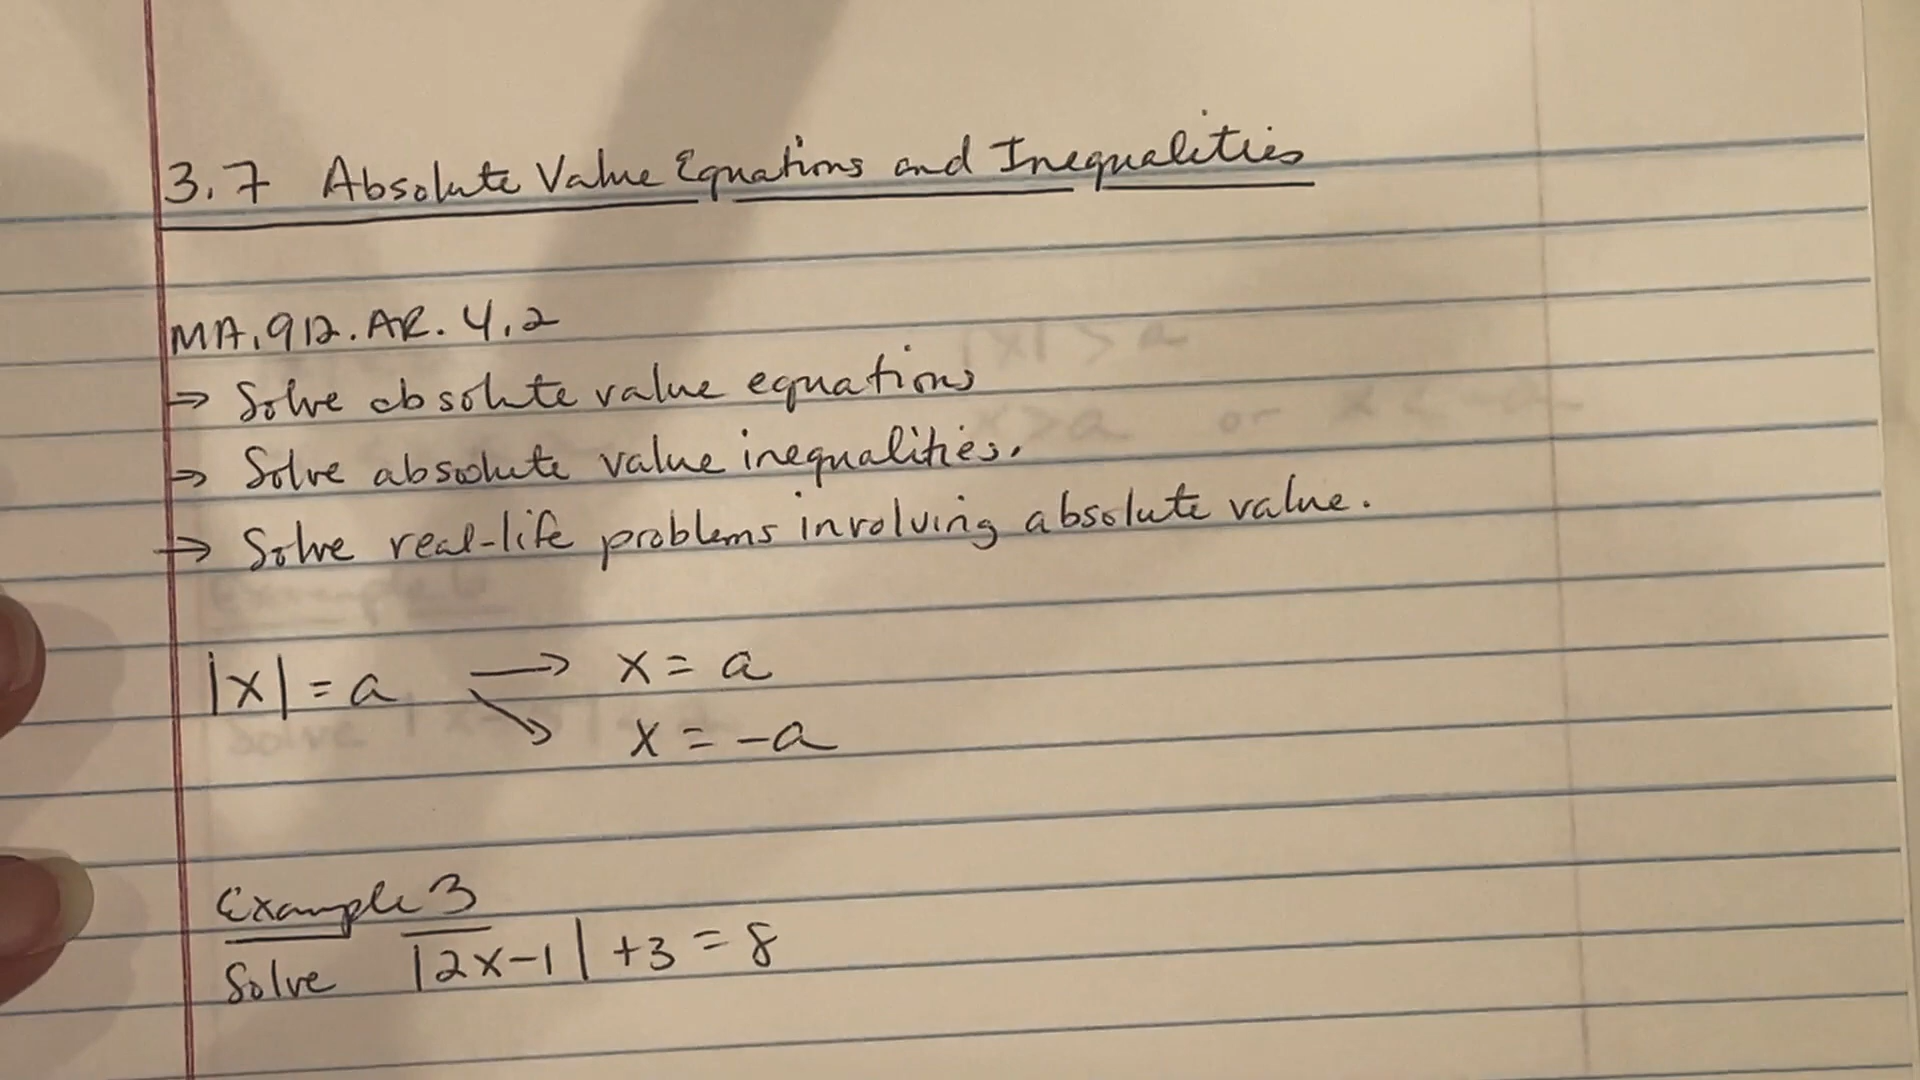 3.7 Absolute Value Equations and Inequalities
MA.912.AR.4.2
→ Solve absolute value equations
→ Solve absolute value inequalities.
→ Solve real-life problems involving absolute value.
|x| = a → x = a
↘ x = -a
Example 3
Solve |2x-1| +3 = 8